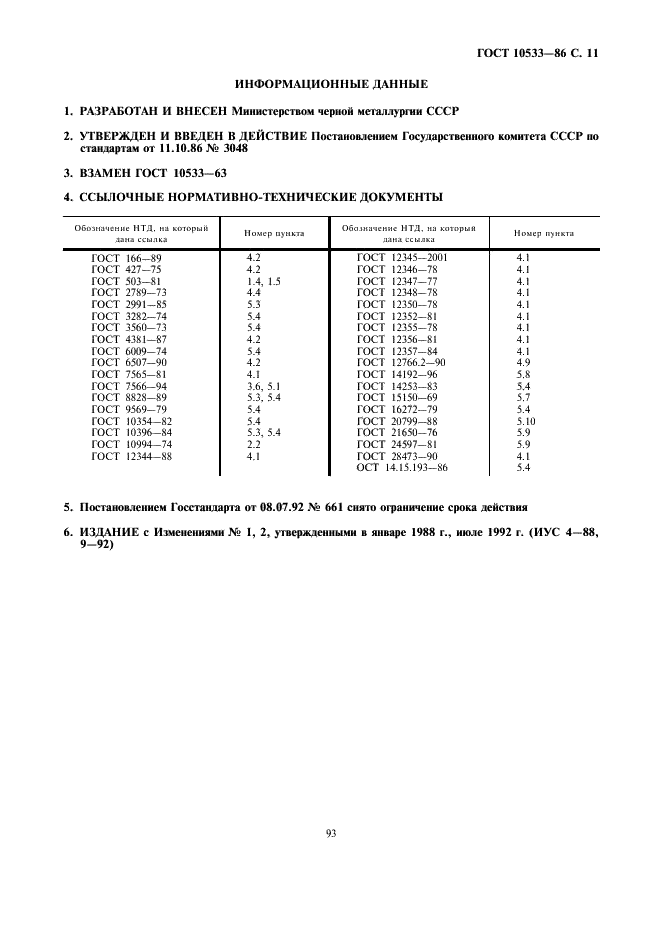 ГОСТ 10533—86 С. 11
ИНФОРМАЦИОННЫЕ ДАННЫЕ
1. РАЗРАБОТАН И ВНЕСЕН Министерством черной металлургии СССР
2. УТВЕРЖДЕН И ВВЕДЕН В ДЕЙСТВИЕ Постановлением Государственного комитета СССР по
стандартам от 11.10.86 № 3048
3. ВЗАМЕН ГОСТ 10533—63
4. ССЫЛОЧНЫЕ НОРМАТИВНО-ТЕХНИЧЕСКИЕ ДОКУМЕНТЫ
Обозначение НТД, на который дана ссылка | Номер пункта | Обозначение НТД, на который дана ссылка | Номер пункта
ГОСТ 166—89 | 4.2 | ГОСТ 12345—2001 | 4.1
ГОСТ 427—75 | 4.2 | ГОСТ 12346—78 | 4.1
ГОСТ 503—81 | 1.4, 1.5 | ГОСТ 12347—77 | 4.1
ГОСТ 2789—73 | 4.4 | ГОСТ 12348—78 | 4.1
ГОСТ 2991—85 | 5.3 | ГОСТ 12350—78 | 4.1
ГОСТ 3282—74 | 5.4 | ГОСТ 12352—81 | 4.1
ГОСТ 3560—73 | 5.4 | ГОСТ 12355—78 | 4.1
ГОСТ 4381—87 | 4.2 | ГОСТ 12356—81 | 4.1
ГОСТ 6009—74 | 5.4 | ГОСТ 12357—84 | 4.1
ГОСТ 6507—90 | 4.2 | ГОСТ 12766.2—90 | 4.9
ГОСТ 7565—81 | 4.1 | ГОСТ 14192—96 | 5.8
ГОСТ 7566—94 | 3.6, 5.1 | ГОСТ 14253—83 | 5.4
ГОСТ 8828—89 | 5.3, 5.4 | ГОСТ 15150—69 | 5.7
ГОСТ 9569—79 | 5.4 | ГОСТ 16272—79 | 5.4
ГОСТ 10354—82 | 5.4 | ГОСТ 20799—88 | 5.10
ГОСТ 10396—84 | 5.3, 5.4 | ГОСТ 21650—76 | 5.9
ГОСТ 10994—74 | 2.2 | ГОСТ 24597—81 | 5.9
ГОСТ 12344—88 | 4.1 | ГОСТ 28473—90 | 4.1
ОСТ 14.15.193—86 | 5.4
5. Постановлением Госстандарта от 08.07.92 № 661 снято ограничение срока действия
6. ИЗДАНИЕ с Изменениями № 1, 2, утвержденными в январе 1988 г., июле 1992 г. (ИУС 4—88,
9—92)
93